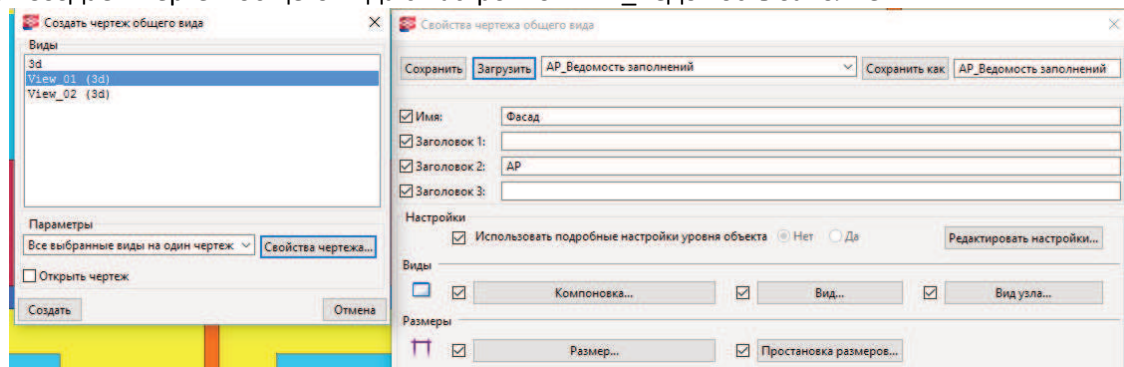 Создать чертеж общего вида
Виды
3d
View_01 (3d)
View_02 (3d)
Параметры
Все выбранные виды на один чертеж
Свойства чертежа...
Открыть чертеж
Создать
Отмена
Свойства чертежа общего вида
Сохранить
Загрузить
АР_Ведомость заполнений
Сохранить как
АР_Ведомость заполнений
Имя:
Фасад
Заголовок 1:
Заголовок 2:
АР
Заголовок 3:
Настройки
Использовать подробные настройки уровня объекта
Нет
Да
Редактировать настройки...
Виды
Компоновка...
Вид...
Вид узла...
Размеры
Размер...
Простановка размеров...